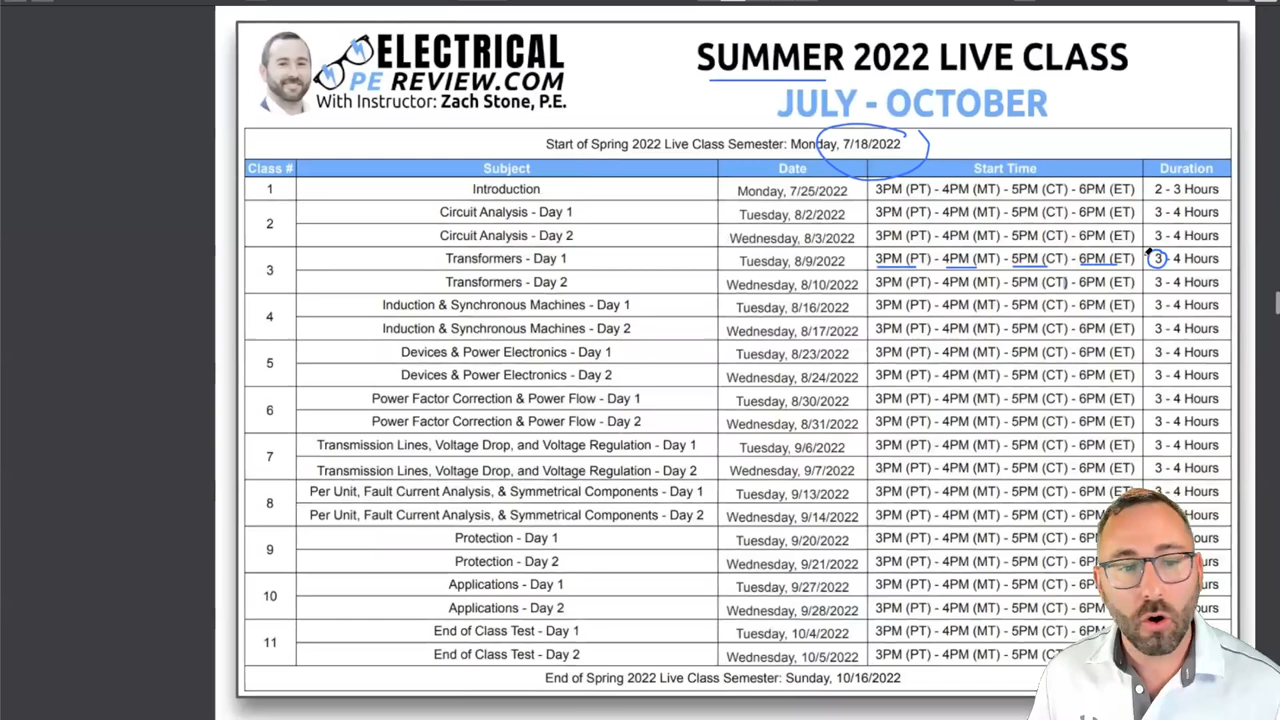 ELECTRICAL
PE REVIEW.COM
With Instructor: Zach Stone, P.E.
SUMMER 2022 LIVE CLASS
JULY - OCTOBER
Start of Spring 2022 Live Class Semester: Monday, 7/18/2022
Class # Subject Date Start Time Duration
1 Introduction Monday, 7/25/2022 3PM (PT) - 4PM (MT) - 5PM (CT) - 6PM (ET) 2 - 3 Hours
2 Circuit Analysis - Day 1 Tuesday, 8/2/2022 3PM (PT) - 4PM (MT) - 5PM (CT) - 6PM (ET) 3 - 4 Hours
Circuit Analysis - Day 2 Wednesday, 8/3/2022 3PM (PT) - 4PM (MT) - 5PM (CT) - 6PM (ET) 3 - 4 Hours
3 Transformers - Day 1 Tuesday, 8/9/2022 3PM (PT) - 4PM (MT) - 5PM (CT) - 6PM (ET) 3 - 4 Hours
Transformers - Day 2 Wednesday, 8/10/2022 3PM (PT) - 4PM (MT) - 5PM (CT) - 6PM (ET) 3 - 4 Hours
4 Induction & Synchronous Machines - Day 1 Tuesday, 8/16/2022 3PM (PT) - 4PM (MT) - 5PM (CT) - 6PM (ET) 3 - 4 Hours
Induction & Synchronous Machines - Day 2 Wednesday, 8/17/2022 3PM (PT) - 4PM (MT) - 5PM (CT) - 6PM (ET) 3 - 4 Hours
5 Devices & Power Electronics - Day 1 Tuesday, 8/23/2022 3PM (PT) - 4PM (MT) - 5PM (CT) - 6PM (ET) 3 - 4 Hours
Devices & Power Electronics - Day 2 Wednesday, 8/24/2022 3PM (PT) - 4PM (MT) - 5PM (CT) - 6PM (ET) 3 - 4 Hours
6 Power Factor Correction & Power Flow - Day 1 Tuesday, 8/30/2022 3PM (PT) - 4PM (MT) - 5PM (CT) - 6PM (ET) 3 - 4 Hours
Power Factor Correction & Power Flow - Day 2 Wednesday, 8/31/2022 3PM (PT) - 4PM (MT) - 5PM (CT) - 6PM (ET) 3 - 4 Hours
7 Transmission Lines, Voltage Drop, and Voltage Regulation - Day 1 Tuesday, 9/6/2022 3PM (PT) - 4PM (MT) - 5PM (CT) - 6PM (ET) 3 - 4 Hours
Transmission Lines, Voltage Drop, and Voltage Regulation - Day 2 Wednesday, 9/7/2022 3PM (PT) - 4PM (MT) - 5PM (CT) - 6PM (ET) 3 - 4 Hours
8 Per Unit, Fault Current Analysis, & Symmetrical Components - Day 1 Tuesday, 9/13/2022 3PM (PT) - 4PM (MT) - 5PM (CT) - 6PM (ET) - 4 Hours
Per Unit, Fault Current Analysis, & Symmetrical Components - Day 2 Wednesday, 9/14/2022 3PM (PT) - 4PM (MT) - 5PM (CT) - 6PM Hours
9 Protection - Day 1 Tuesday, 9/20/2022 3PM (PT) - 4PM (MT) - 5PM (CT) - 6PM Hours
Protection - Day 2 Wednesday, 9/21/2022 3PM (PT) - 4PM (MT) - 5PM (CT) - 6PM
10 Applications - Day 1 Tuesday, 9/27/2022 3PM (PT) - 4PM (MT) - 5PM (CT) - 6PM
Applications - Day 2 Wednesday, 9/28/2022 3PM (PT) - 4PM (MT) - 5PM (CT) - 6PM
11 End of Class Test - Day 1 Tuesday, 10/4/2022 3PM (PT) - 4PM (MT) - 5PM (CT) - 6PM
End of Class Test - Day 2 Wednesday, 10/5/2022 3PM (PT) - 4PM (MT) - 5PM (CT) - 6PM
End of Spring 2022 Live Class Semester: Sunday, 10/16/2022